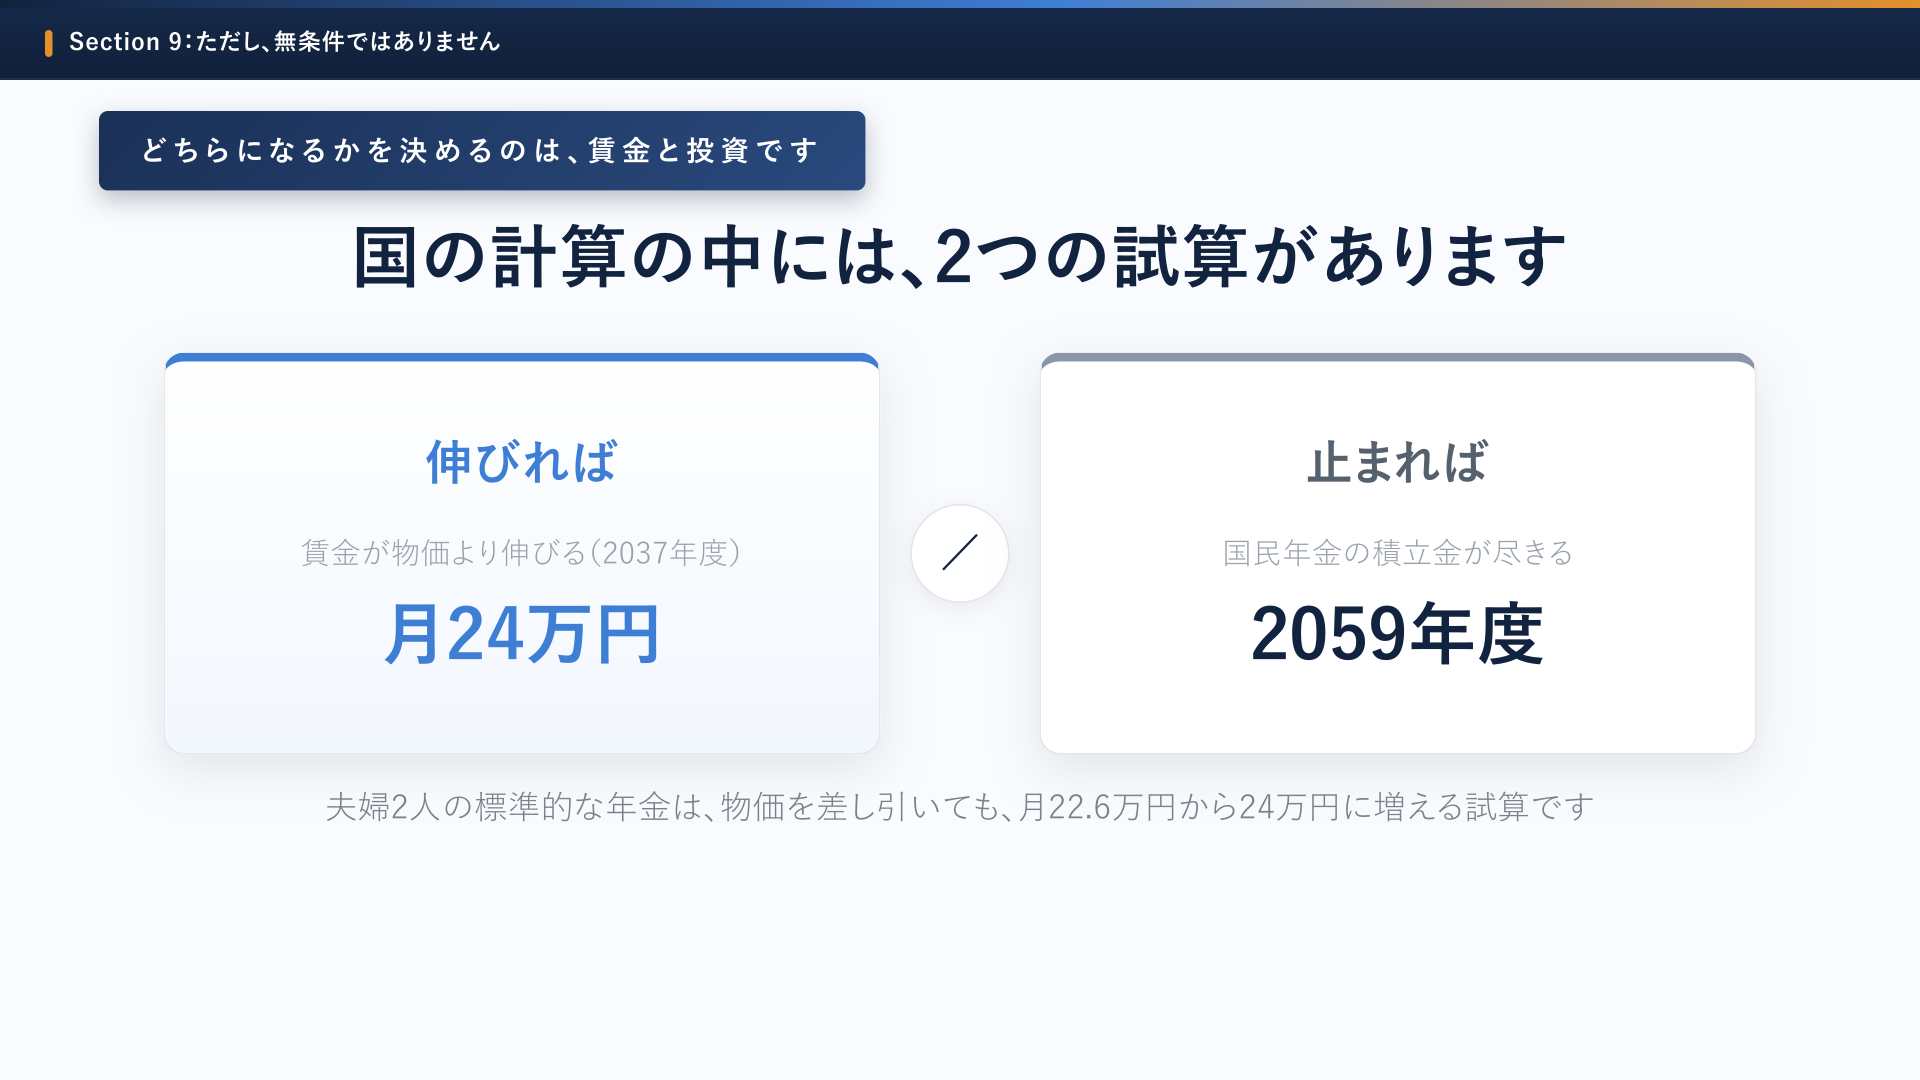 Section 9：ただし、無条件ではありません
どちらになるかを決めるのは、賃金と投資です
国の計算の中には、2つの試算があります
伸びれば
賃金が物価より伸びる（2037年度）
月24万円
／
止まれば
国民年金の積立金が尽きる
2059年度
夫婦2人の標準的な年金は、物価を差し引いても、月22.6万円から24万円に増える試算です